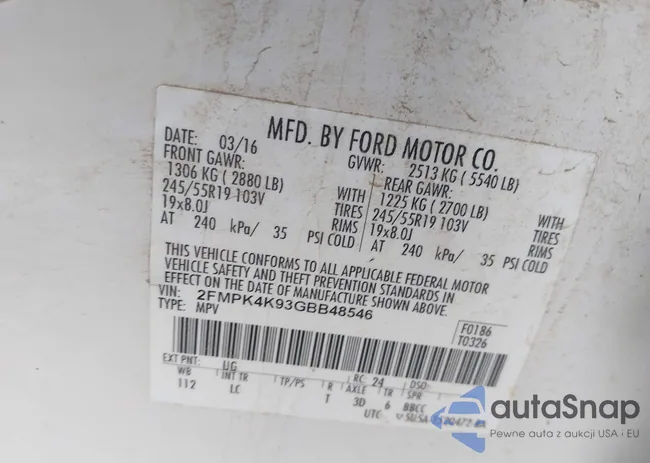 MFD. BY FORD MOTOR CO.
DATE: 03/16 GVWR: 2513 KG ( 5540 LB)
FRONT GAWR: REAR GAWR:
1306 KG ( 2880 LB) WITH 1225 KG ( 2700 LB) WITH
245/55R19 103V TIRES 245/55R19 103V TIRES
19x8.0J RIMS 19x8.0J RIMS
AT 240 kPa/ 35 PSI COLD AT 240 kPa/ 35 PSI COLD
THIS VEHICLE CONFORMS TO ALL APPLICABLE FEDERAL MOTOR
VEHICLE SAFETY AND THEFT PREVENTION STANDARDS IN
EFFECT ON THE DATE OF MANUFACTURE SHOWN ABOVE.
VIN: 2FMPK4K93GBB48546 F0186
TYPE: MPV T0326
EXT PNT: UG RC: 24 DSO:
WB INT TR TP/PS R AXLE TR SPR
112 LC T 3D 6 BBCC
UTC
autaSnap
Pewne auta z aukcji USA i EU